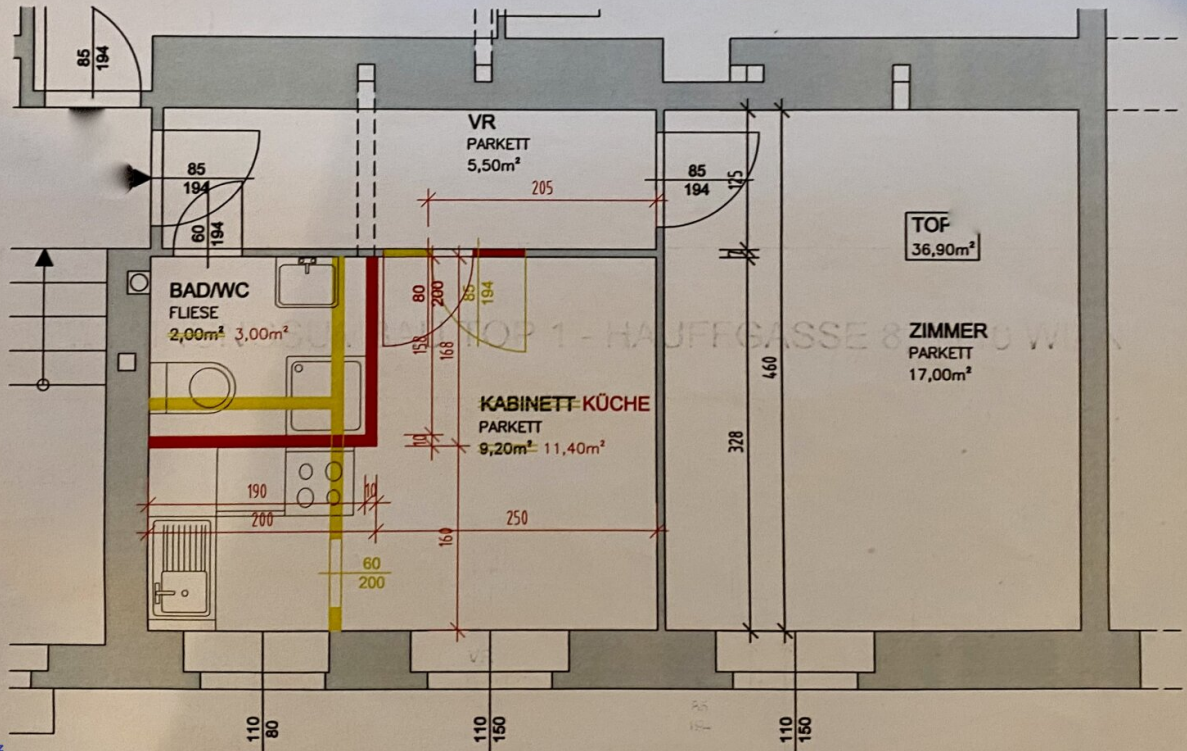 85
194
VR
PARKETT
5,50m²
85
194
205
85
194
125
60
194
TOP
36,90m²
BAD/WC
FLIESE
2,00m² 3,00m²
80
200
85
194
158
168
TOP 1 - HAUFFGASSE
ZIMMER
PARKETT
17,00m²
460
KABINETT KÜCHE
PARKETT
9,20m² 11,40m²
10
328
190
10
200
250
160
60
200
110
80
110
150
110
150